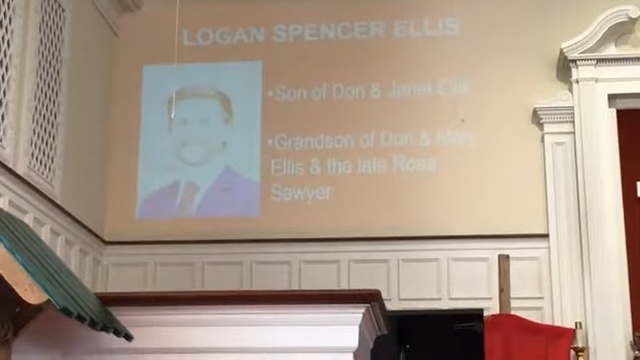 LOGAN SPENCER ELLIS
•Son of Don & Janet Ellis
•Grandson of Don & Mary
Ellis & the late Rose
Sawyer